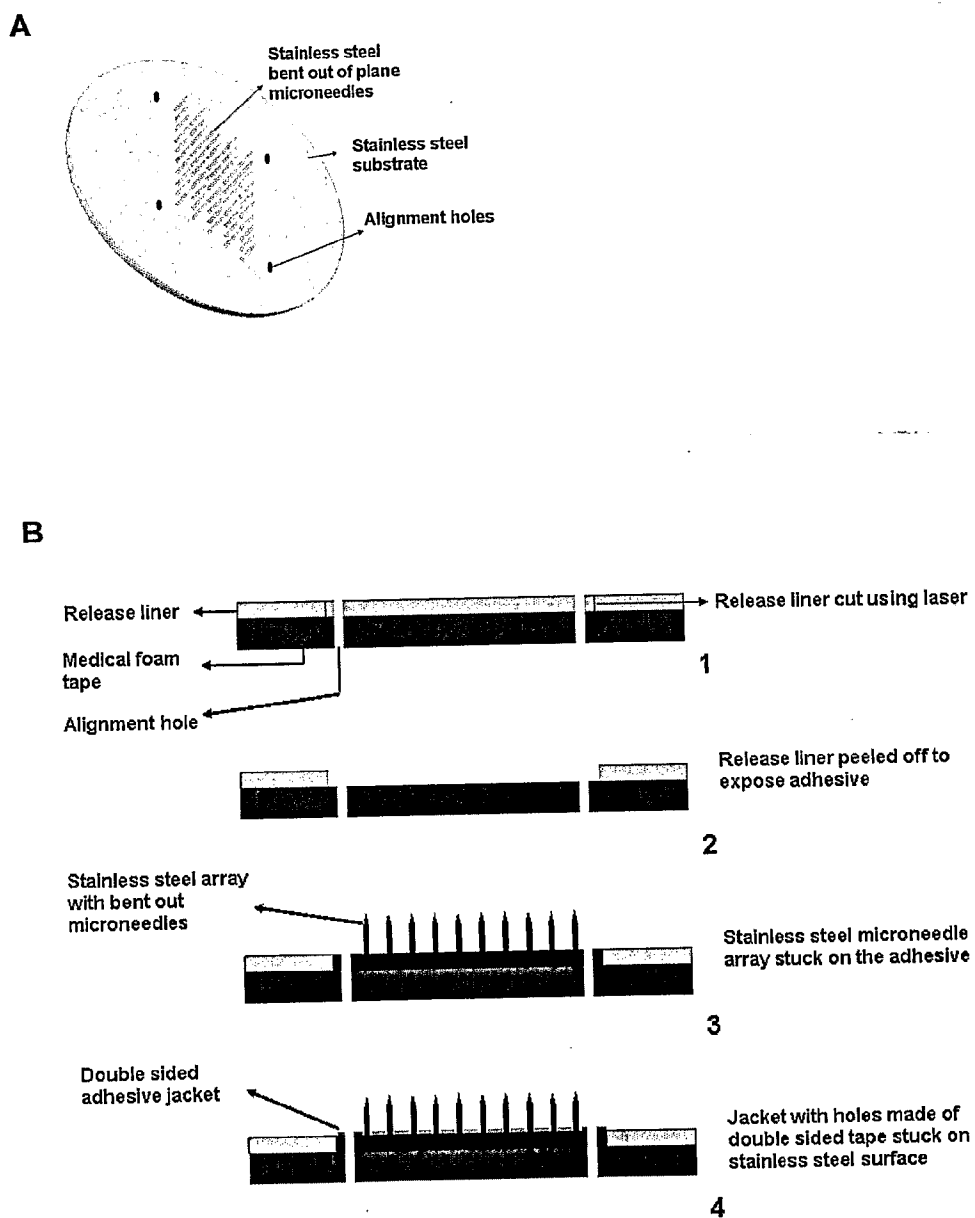 A
Stainless steel
bent out of plane
microneedles
Stainless steel
substrate
Alignment holes
B
Release liner
Release liner cut using laser
Medical foam
tape
1
Alignment hole
Release liner peeled off to
expose adhesive
2
Stainless steel array
with bent out
microneedles
Stainless steel microneedle
array stuck on the adhesive
3
Double sided
adhesive jacket
Jacket with holes made of
double sided tape stuck on
stainless steel surface
4